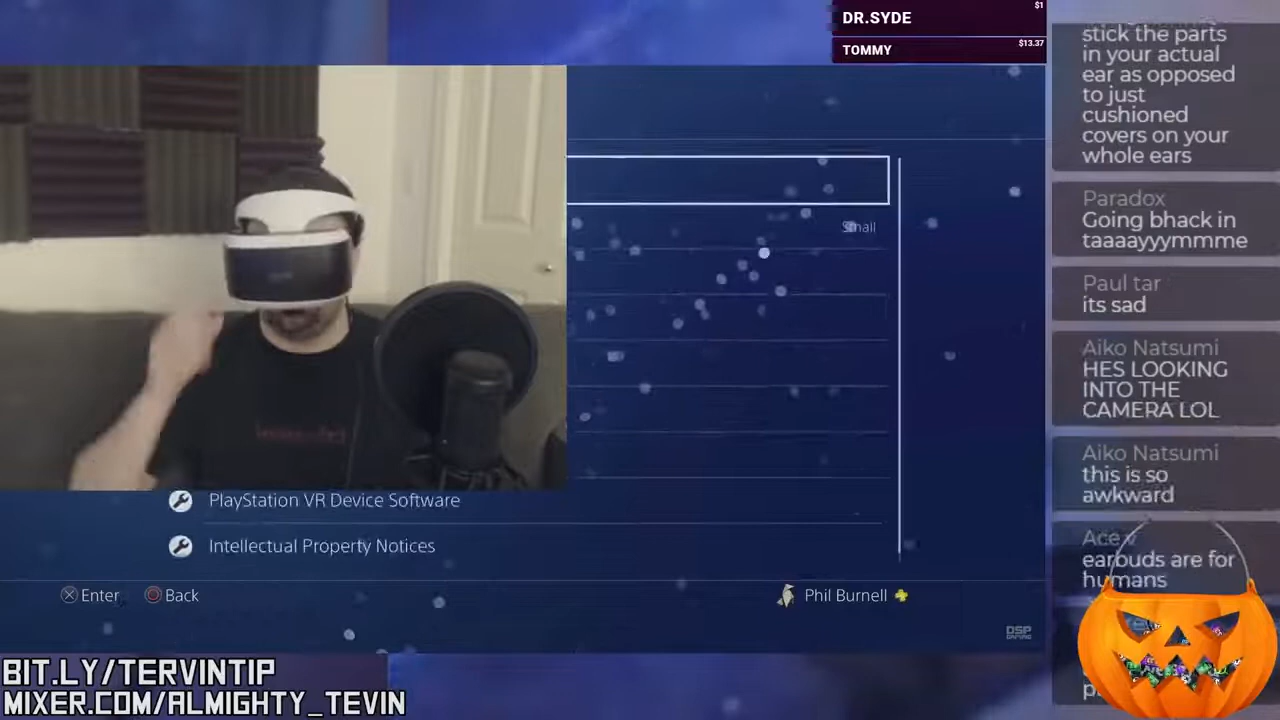 DR.SYDE
$1
TOMMY
$13.37
stick the parts
in your actual
ear as opposed
to just
cushioned
covers on your
whole ears
Paradox
Going bhack in
taaaayyymmme
Paul tar
its sad
Aiko Natsumi
HES LOOKING
INTO THE
CAMERA LOL
Aiko Natsumi
this is so
awkward
Ace v
earbuds are for
humans
Small
PlayStation VR Device Software
Intellectual Property Notices
Enter Back
Phil Burnell
DSP
GAMING
BIT.LY/TERVINTIP
MIXER.COM/ALMIGHTY_TEVIN